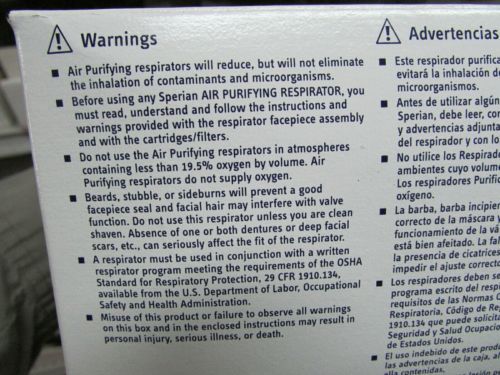 Warnings
■ Air Purifying respirators will reduce, but will not eliminate
the inhalation of contaminants and microorganisms.
■ Before using any Sperian AIR PURIFYING RESPIRATOR, you
must read, understand and follow the instructions and
warnings provided with the respirator facepiece assembly
and with the cartridges/filters.
■ Do not use the Air Purifying respirators in atmospheres
containing less than 19.5% oxygen by volume. Air
Purifying respirators do not supply oxygen.
■ Beards, stubble, or sideburns will prevent a good
facepiece seal and facial hair may interfere with valve
function. Do not use this respirator unless you are clean
shaven. Absence of one or both dentures or deep facial
scars, etc., can seriously affect the fit of the respirator.
■ A respirator must be used in conjunction with a written
respirator program meeting the requirements of the OSHA
Standard for Respiratory Protection, 29 CFR 1910.134,
available from the U.S. Department of Labor, Occupational
Safety and Health Administration.
■ Misuse of this product or failure to observe all warnings
on this box and in the enclosed instructions may result in
personal injury, serious illness, or death.
Advertencias
■ Este respirador purifica
evitará la inhalación de
microorganismos.
■ Antes de utilizar algún
Sperian, debe leer, co
y advertencias adjunta
del respirador y con lo
■ No utilice los Respirad
ambientes cuyo volume
Los respiradores Purifi
oxígeno.
■ La barba, barba incipie
correcto de la máscara
funcionamiento de la vá
está bien afeitado. La fal
la presencia de cicatrices
impedir el ajuste correcto
■ Los respiradores deben se
programa escrito del resp
requisitos de las Normas d
Respiratoria, Código de Re
1910.134 que puede solicit
Seguridad y Salud Ocupacion
de Estados Unidos.
■ El uso indebido de este prod
las advertencias de la caja, a
ella contenidas,